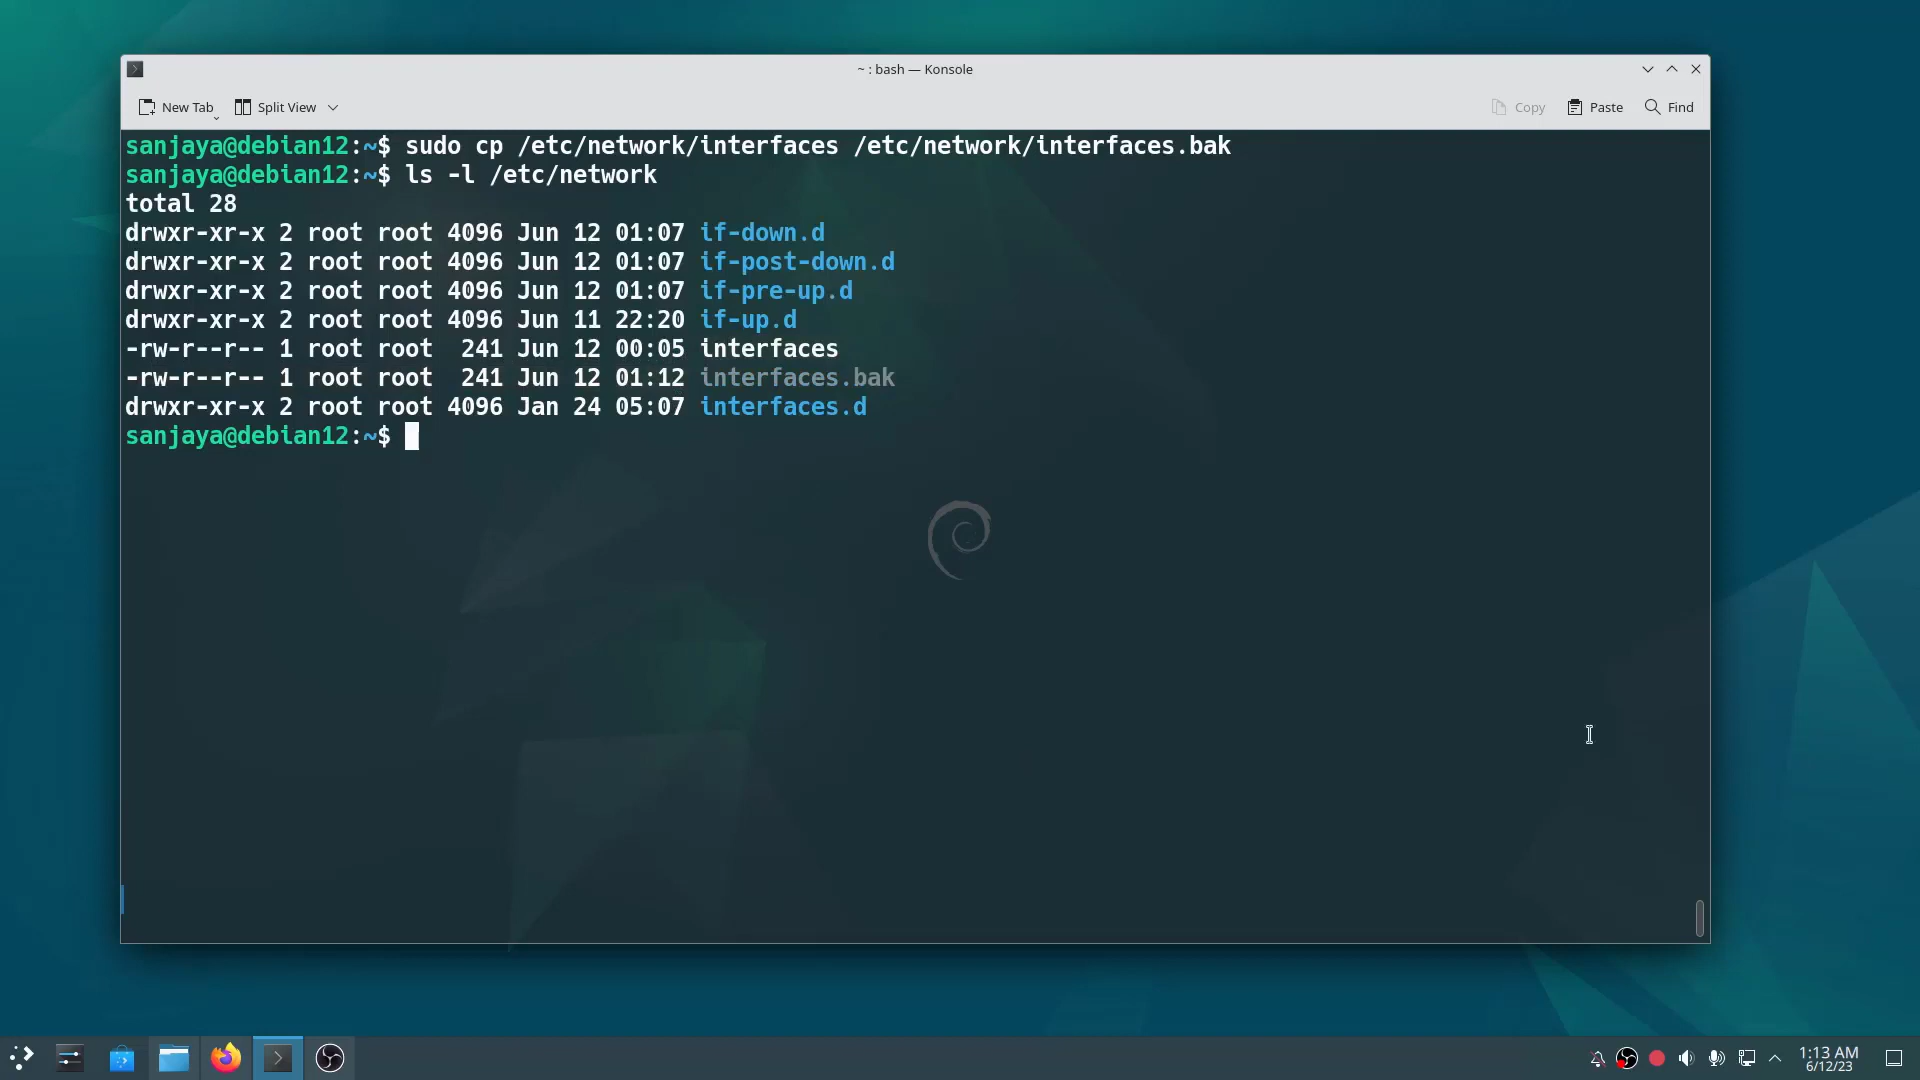 ~ : bash — Konsole
New Tab
Split View
Copy
Paste
Find
sanjaya@debian12:~$ sudo cp /etc/network/interfaces /etc/network/interfaces.bak
sanjaya@debian12:~$ ls -l /etc/network
total 28
drwxr-xr-x 2 root root 4096 Jun 12 01:07 if-down.d
drwxr-xr-x 2 root root 4096 Jun 12 01:07 if-post-down.d
drwxr-xr-x 2 root root 4096 Jun 12 01:07 if-pre-up.d
drwxr-xr-x 2 root root 4096 Jun 11 22:20 if-up.d
-rw-r--r-- 1 root root  241 Jun 12 00:05 interfaces
-rw-r--r-- 1 root root  241 Jun 12 01:12 interfaces.bak
drwxr-xr-x 2 root root 4096 Jan 24 05:07 interfaces.d
sanjaya@debian12:~$
1:13 AM
6/12/23